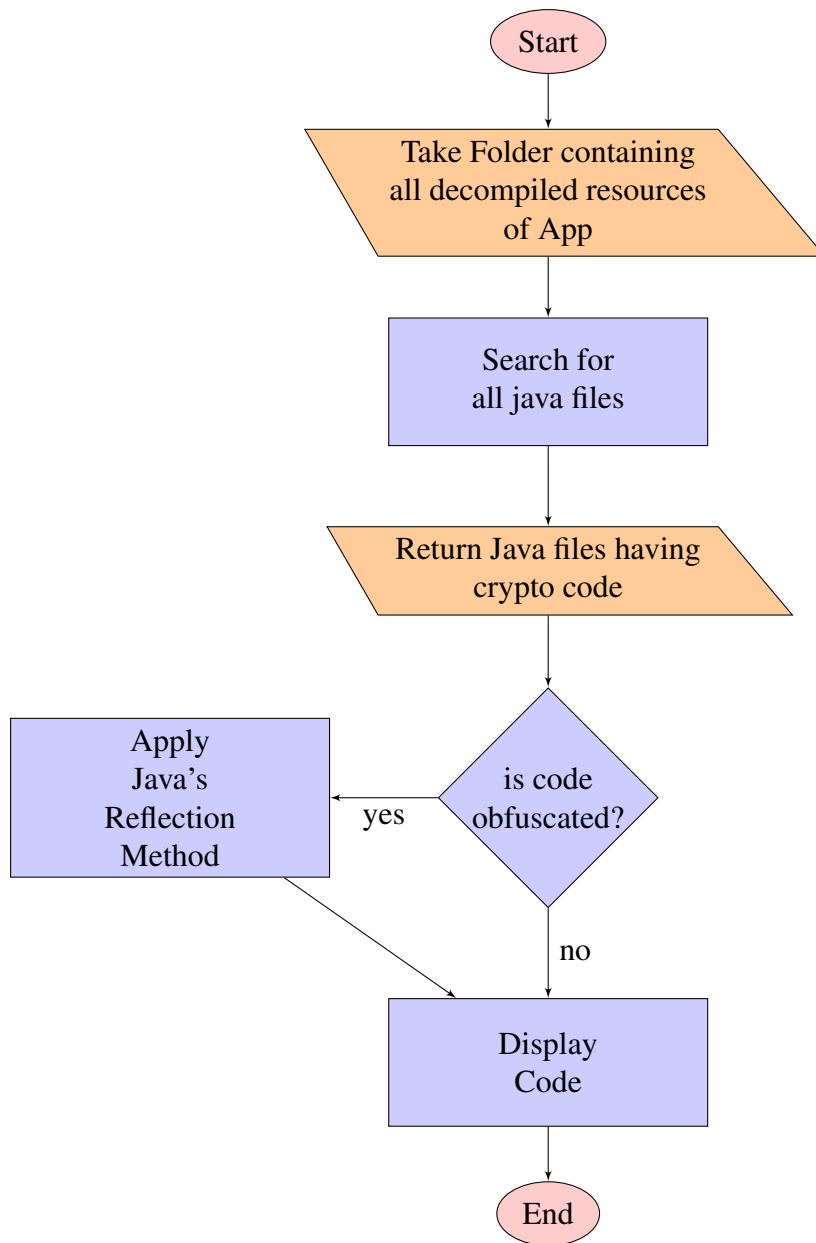 Start
Take Folder containing
all decompiled resources
of App
Search for
all java files
Return Java files having
crypto code
is code
obfuscated?
yes
Apply
Java's
Reflection
Method
no
Display
Code
End